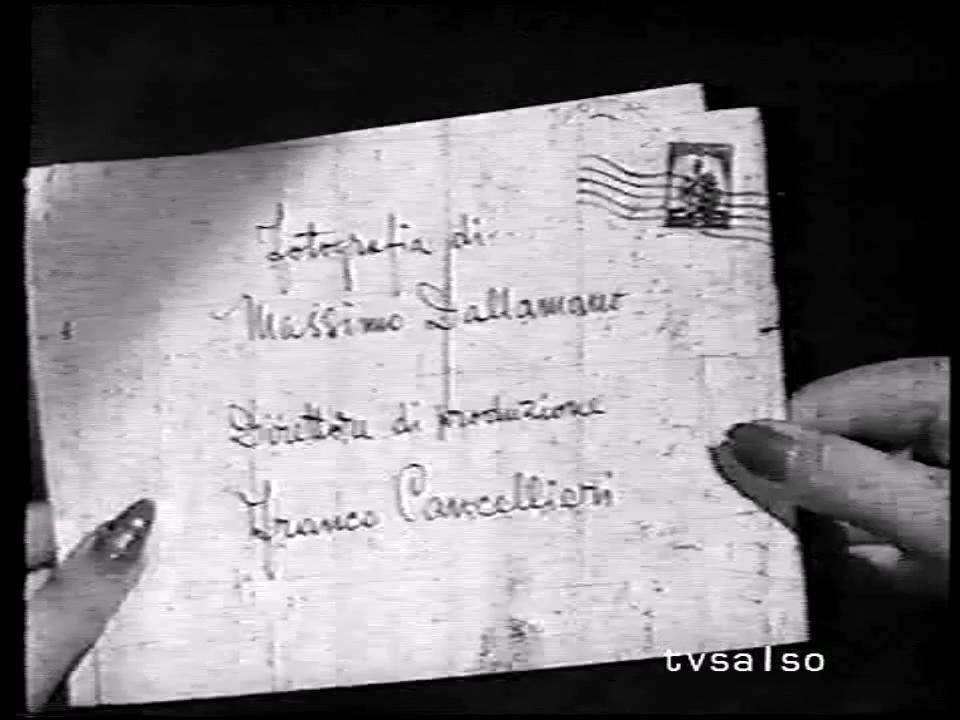 Fotografia di..
Massimo Dallamano
Direttore di produzione
Franco Cancellieri
tvsalso